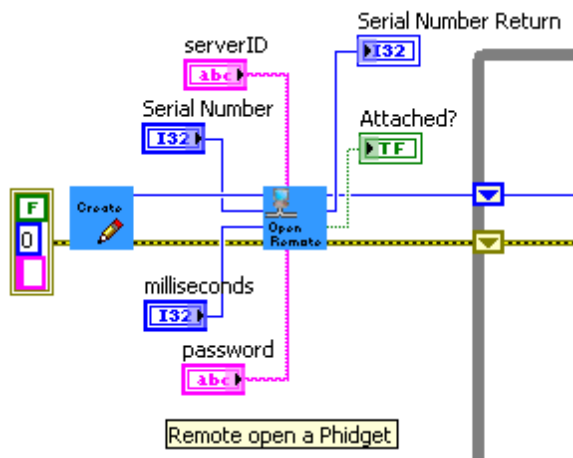 Serial Number Return
I32
serverID
abc
Serial Number
I32
Attached?
TF
F
0
Create
Open
Remote
milliseconds
I32
password
abc
Remote open a Phidget